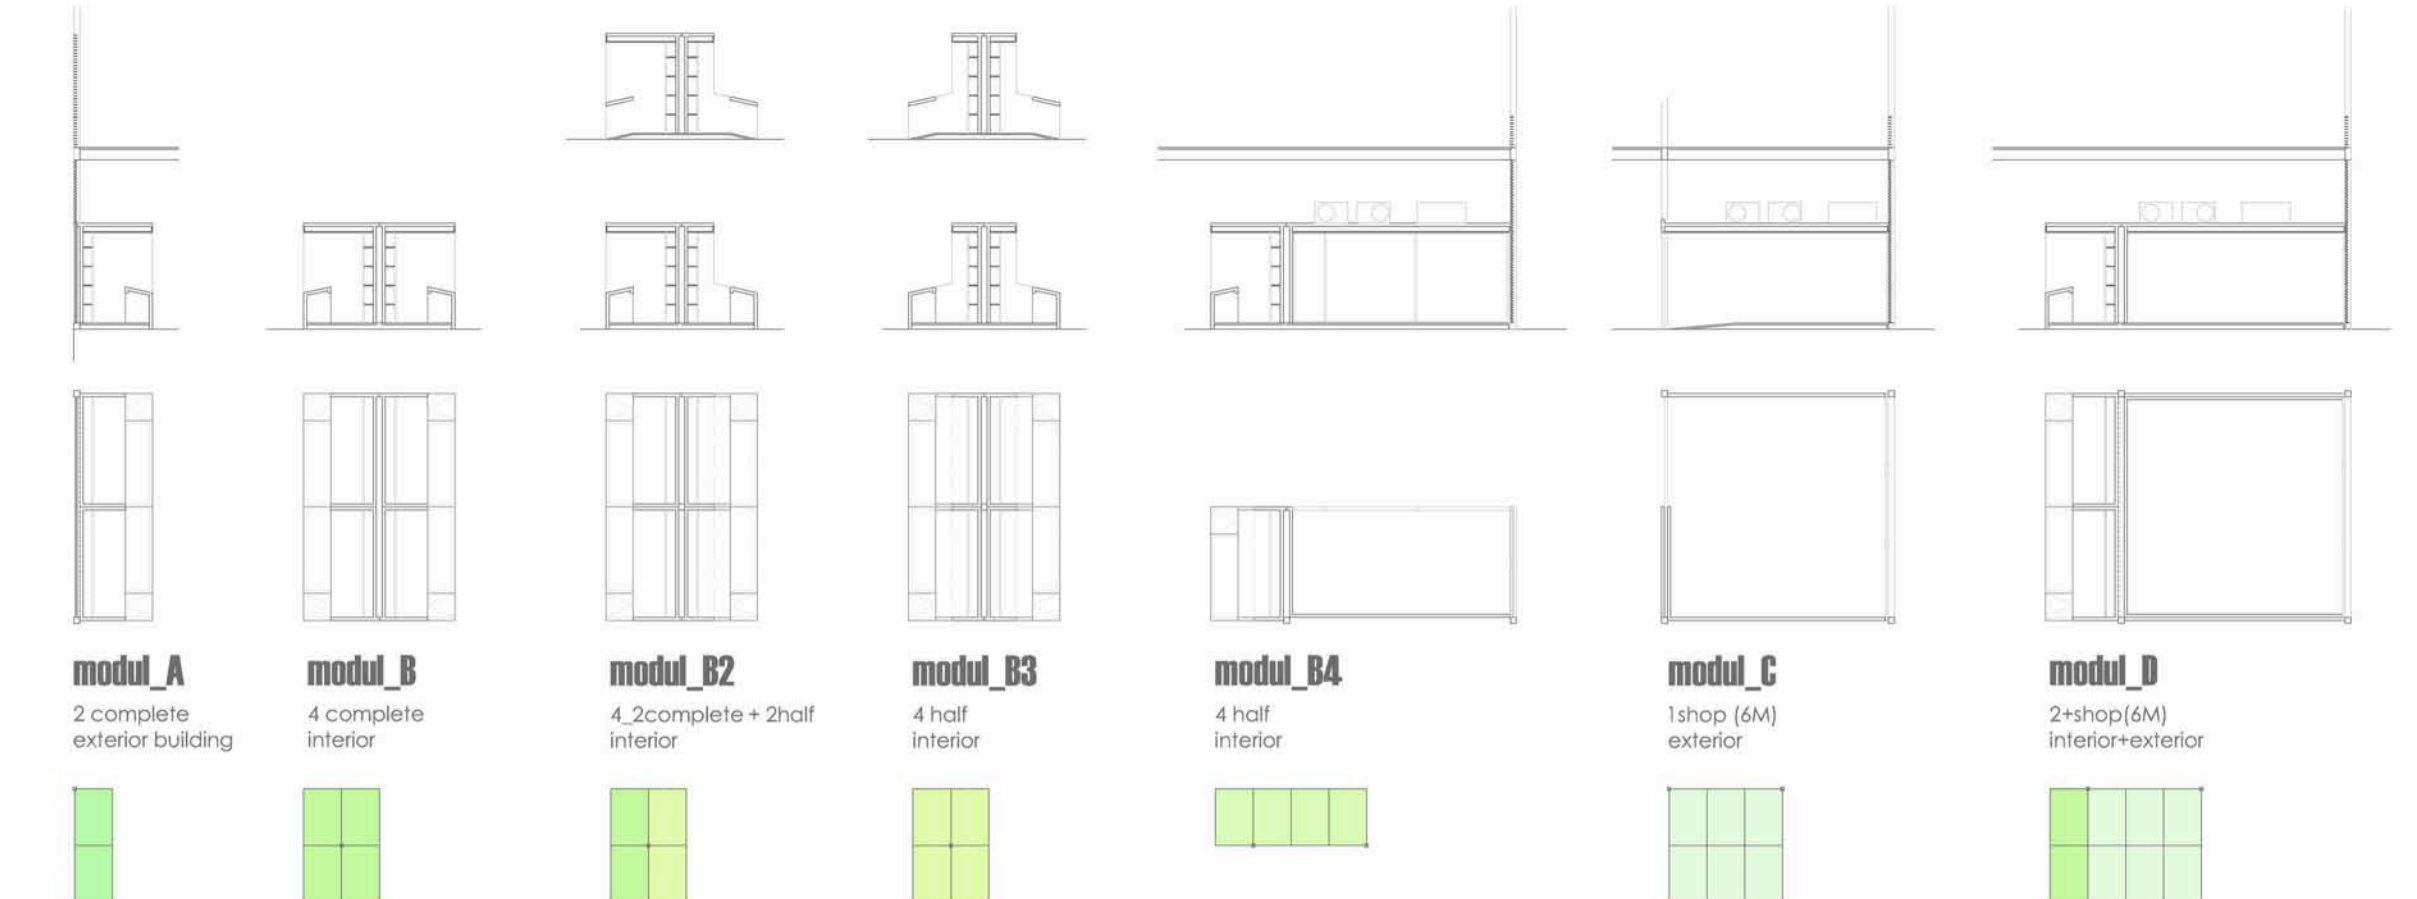 modul_A
2 complete
exterior building
modul_B
4 complete
interior
modul_B2
4_2complete + 2half
interior
modul_B3
4 half
interior
modul_B4
4 half
interior
modul_C
1shop (6M)
exterior
modul_D
2+shop(6M)
interior+exterior